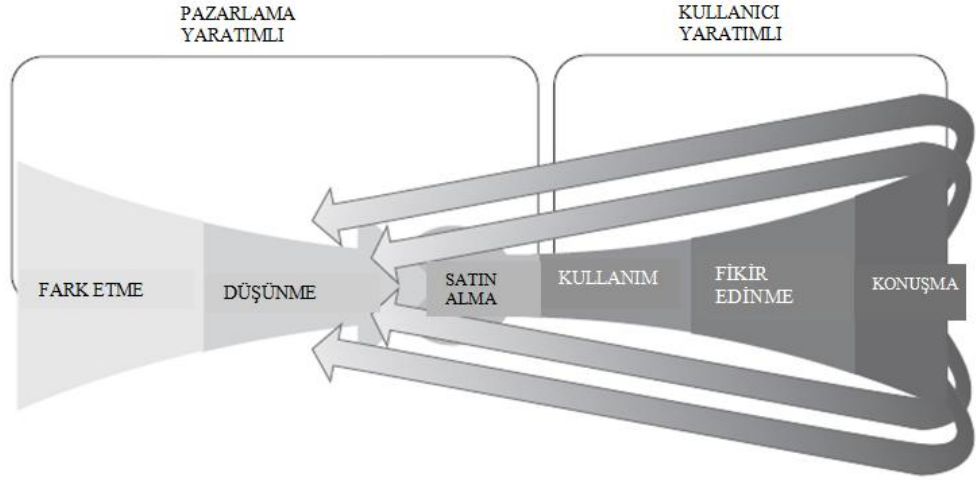 PAZARLAMA
YARATIMLI
KULLANICI
YARATIMLI
FARK ETME
DÜŞÜNME
SATIN
ALMA
KULLANIM
FİKİR
EDİNME
KONUŞMA